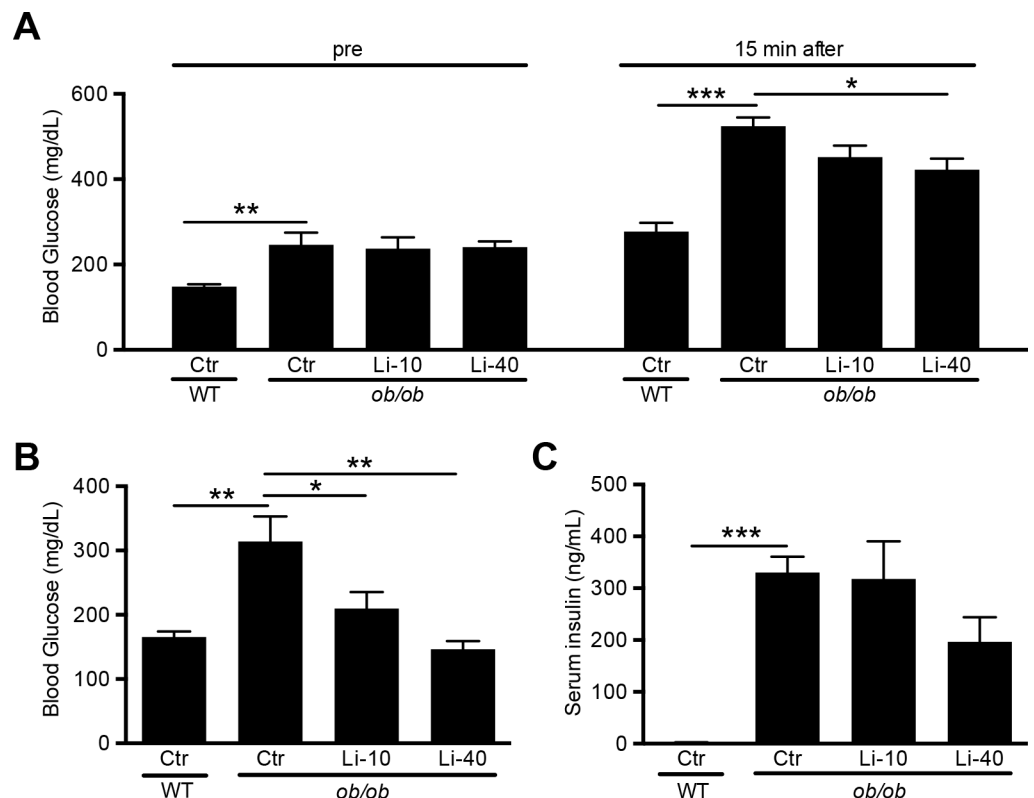 A
pre
15 min after
Blood Glucose (mg/dL)
600
400
200
0
**
***
*
Ctr Ctr Li-10 Li-40 Ctr Ctr Li-10 Li-40
WT ob/ob WT ob/ob
B
Blood Glucose (mg/dL)
400
300
200
100
0
**
*
**
Ctr Ctr Li-10 Li-40
WT ob/ob
C
Serum insulin (ng/mL)
500
400
300
200
100
0
***
Ctr Ctr Li-10 Li-40
WT ob/ob